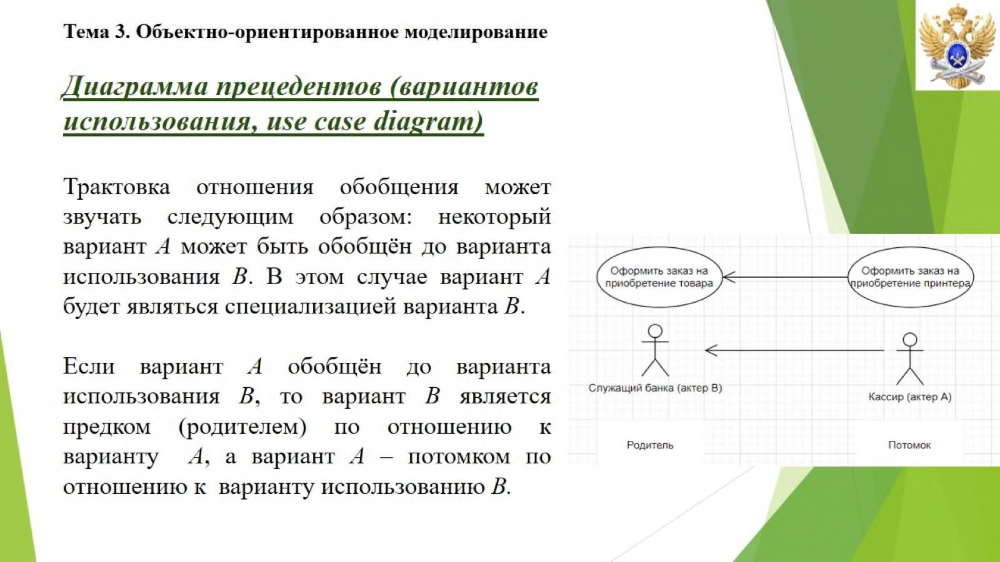 Тема 3. Объектно-ориентированное моделирование
Диаграмма прецедентов (вариантов
использования, use case diagram)
Трактовка отношения обобщения может
звучать следующим образом: некоторый
вариант А может быть обобщён до варианта
использования В. В этом случае вариант А
будет являться специализацией варианта В.
Если вариант А обобщён до варианта
использования В, то вариант В является
предком (родителем) по отношению к
варианту А, а вариант А – потомком по
отношению к варианту использованию В.
Оформить заказ на
приобретение товара
Оформить заказ на
приобретение принтера
Служащий банка (актер В)
Кассир (актер А)
Родитель
Потомок